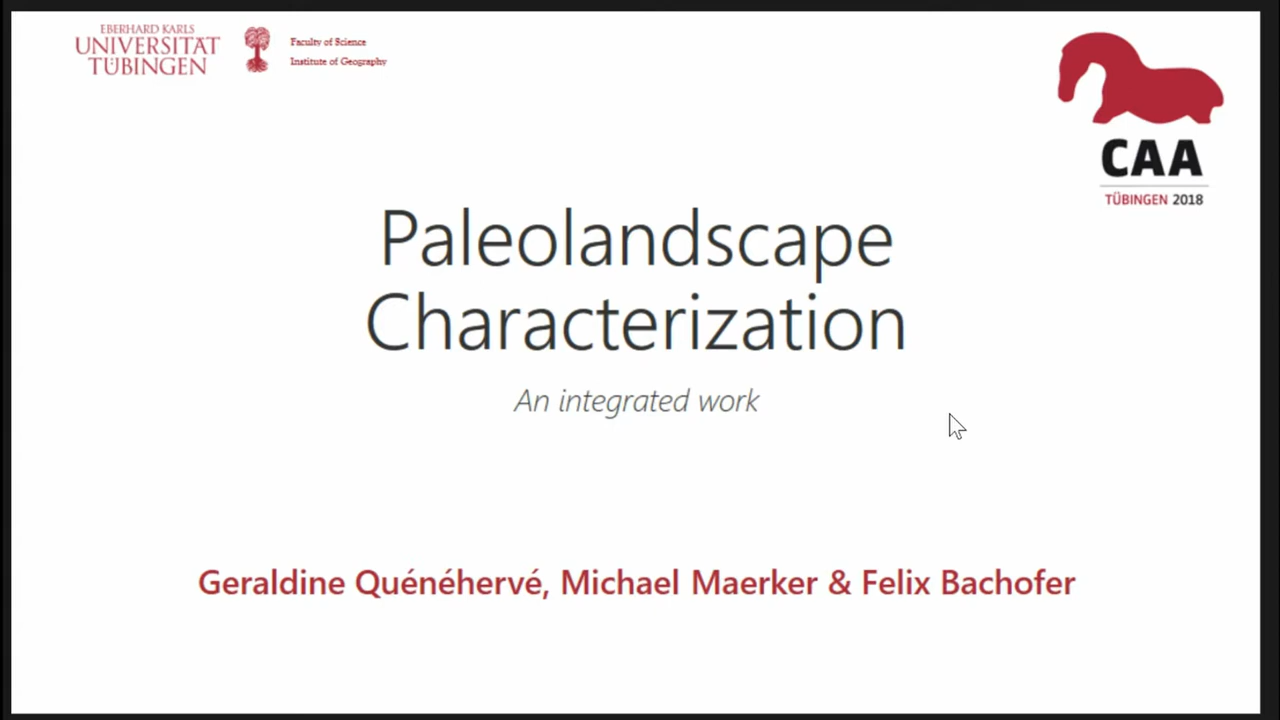 EBERHARD KARLS
UNIVERSITÄT
TÜBINGEN
Faculty of Science
Institute of Geography
CAA
TÜBINGEN 2018
Paleolandscape
Characterization
An integrated work
Geraldine Quénéhervé, Michael Maerker & Felix Bachofer